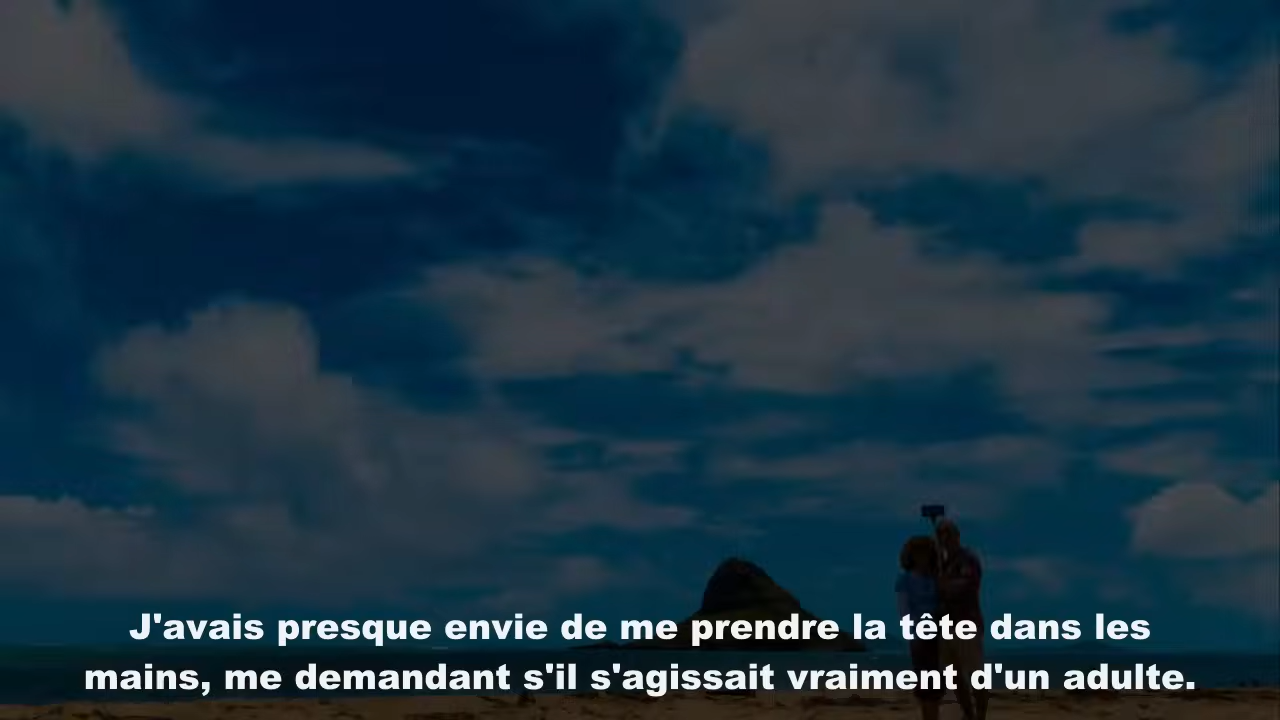 J'avais presque envie de me prendre la tête dans les
mains, me demandant s'il s'agissait vraiment d'un adulte.